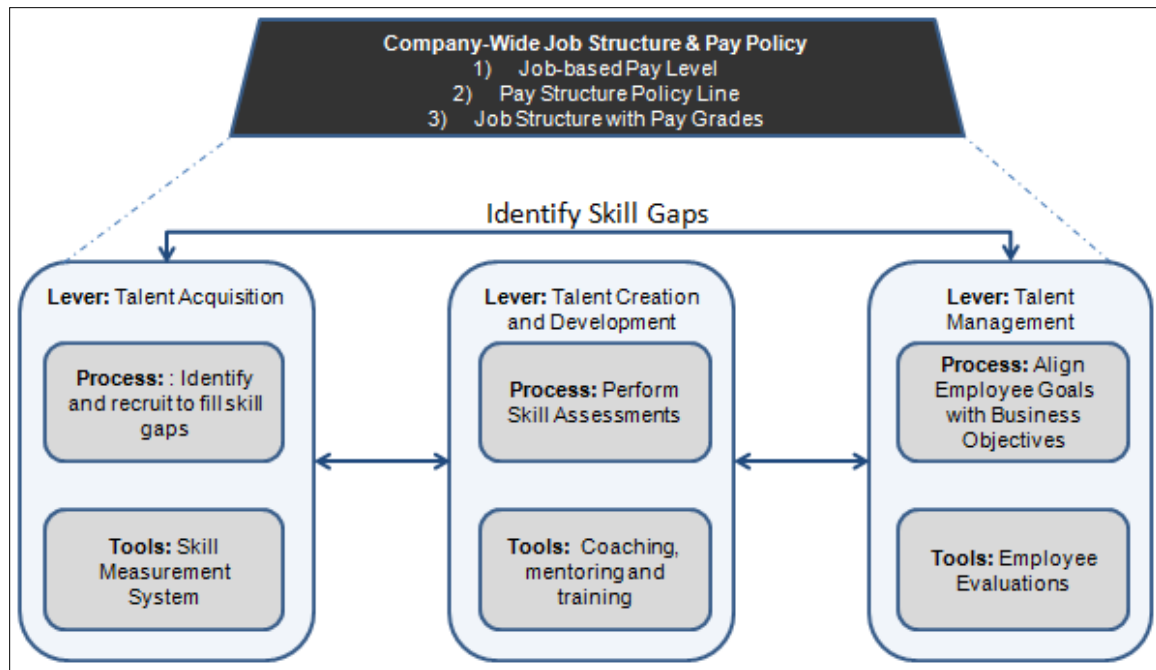 Company-Wide Job Structure & Pay Policy
1) Job-based Pay Level
2) Pay Structure Policy Line
3) Job Structure with Pay Grades
Identify Skill Gaps
Lever: Talent Acquisition
Process: : Identify
and recruit to fill skill
gaps
Tools: Skill
Measurement
System
Lever: Talent Creation
and Development
Process: Perform
Skill Assessments
Tools: Coaching,
mentoring and
training
Lever: Talent
Management
Process: Align
Employee Goals
with Business
Objectives
Tools: Employee
Evaluations